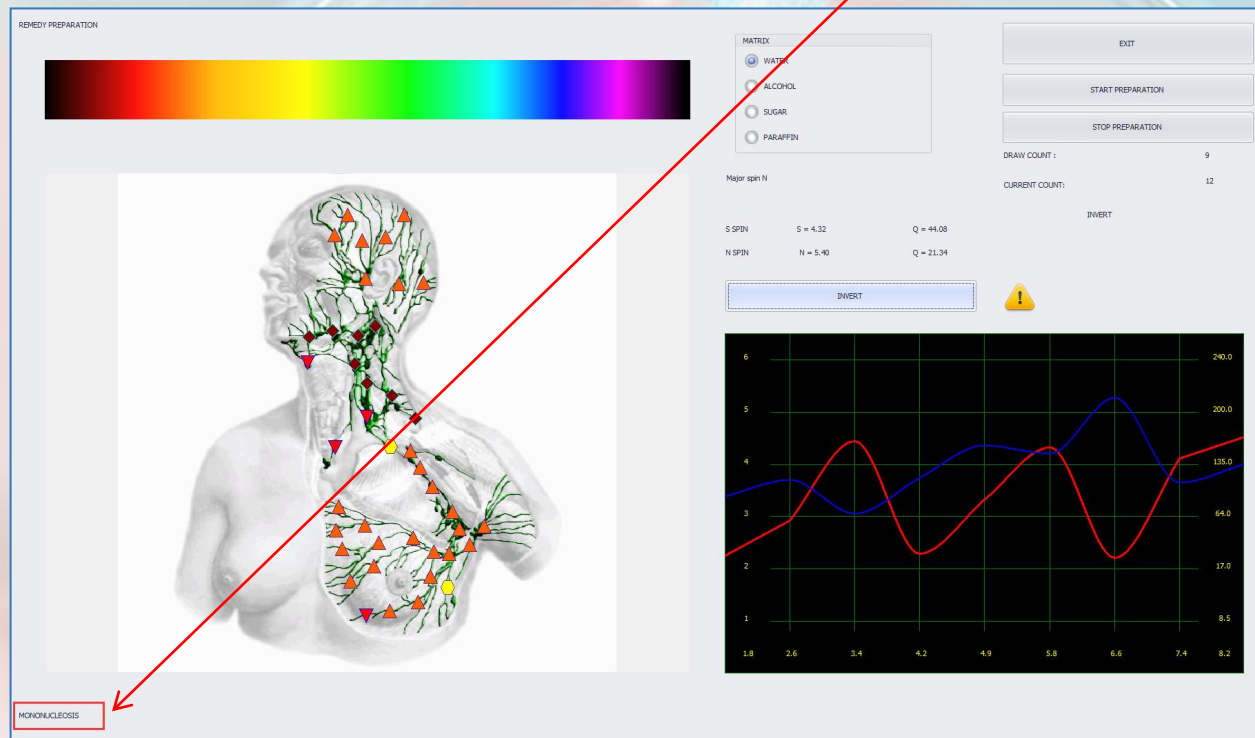 REMEDY PREPARATION
MATRIX
WATER
ALCOHOL
SUGAR
PARAFFIN
EXIT
START PREPARATION
STOP PREPARATION
DRAW COUNT : 9
CURRENT COUNT: 12
INVERT
Major spin N
S SPIN S = 4.32 Q = 44.08
N SPIN N = 5.40 Q = 21.34
INVERT
6 240.0
5 200.0
4 135.0
3 64.0
2 17.0
1 8.5
1.8 2.6 3.4 4.2 4.9 5.8 6.6 7.4 8.2
MONONUCLEOSIS